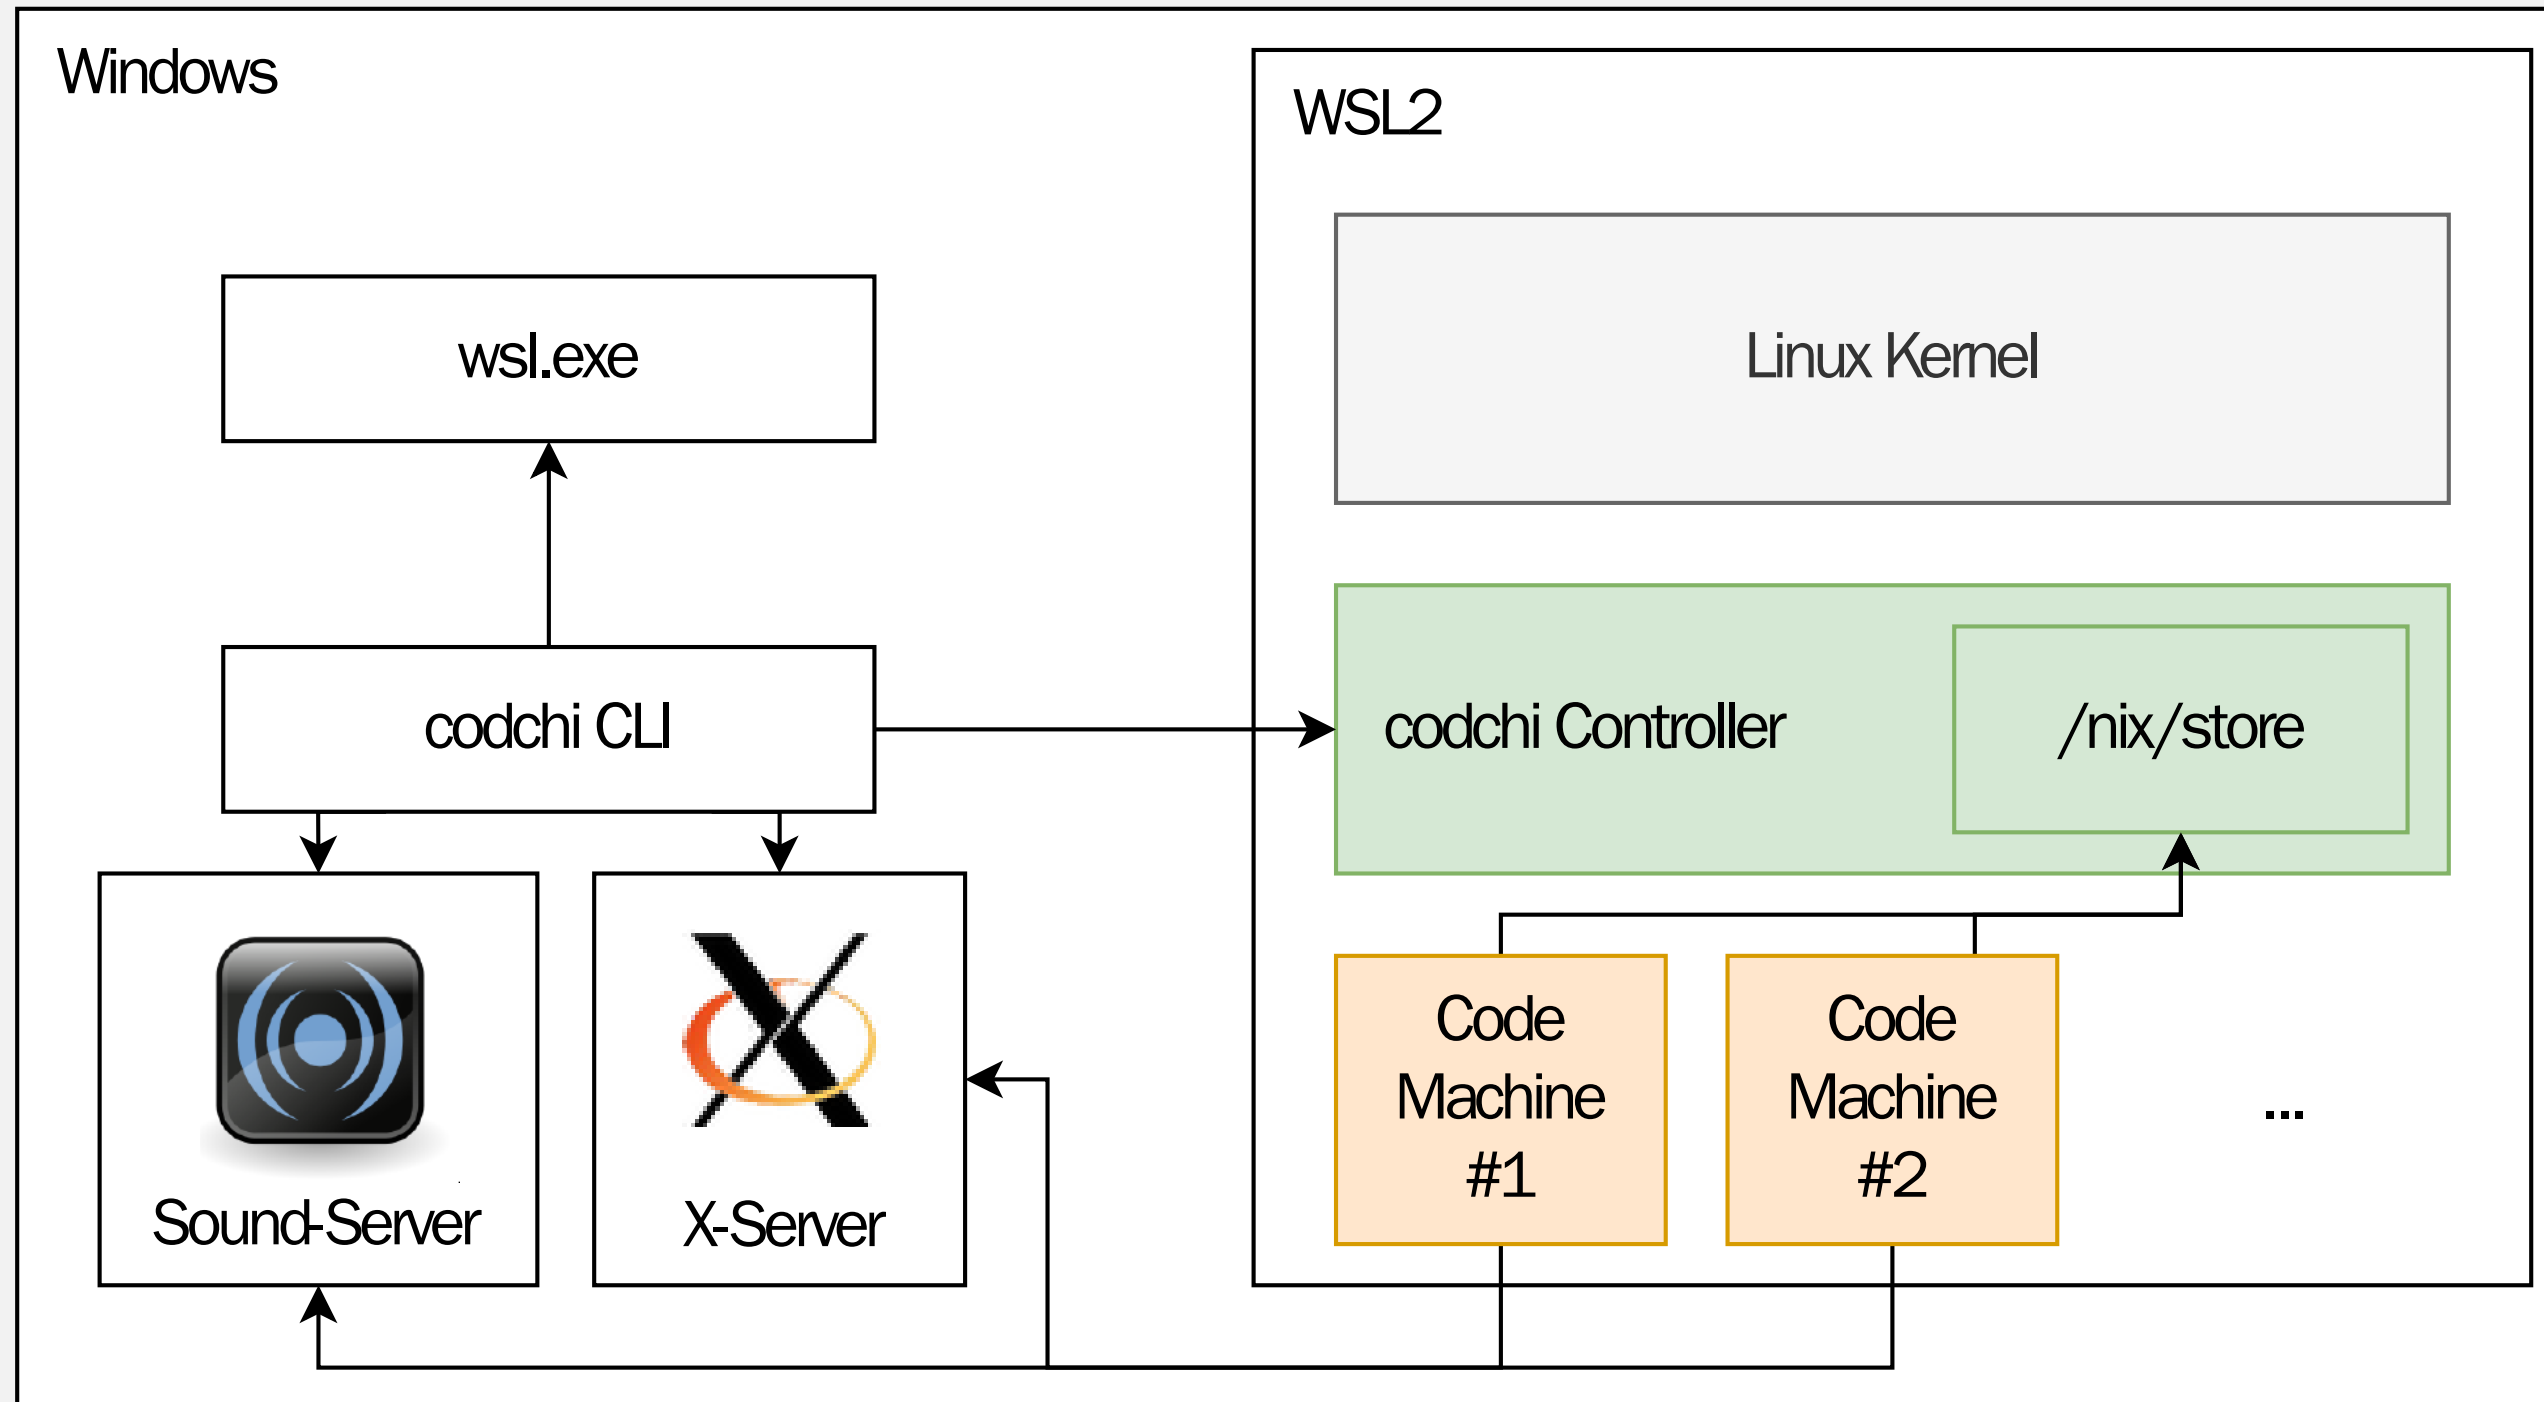 Windows
WSL2
wsl.exe
Linux Kernel
codchi CLI
codchi Controller
/nix/store
Sound-Server
X-Server
Code
Machine
#1
Code
Machine
#2
...